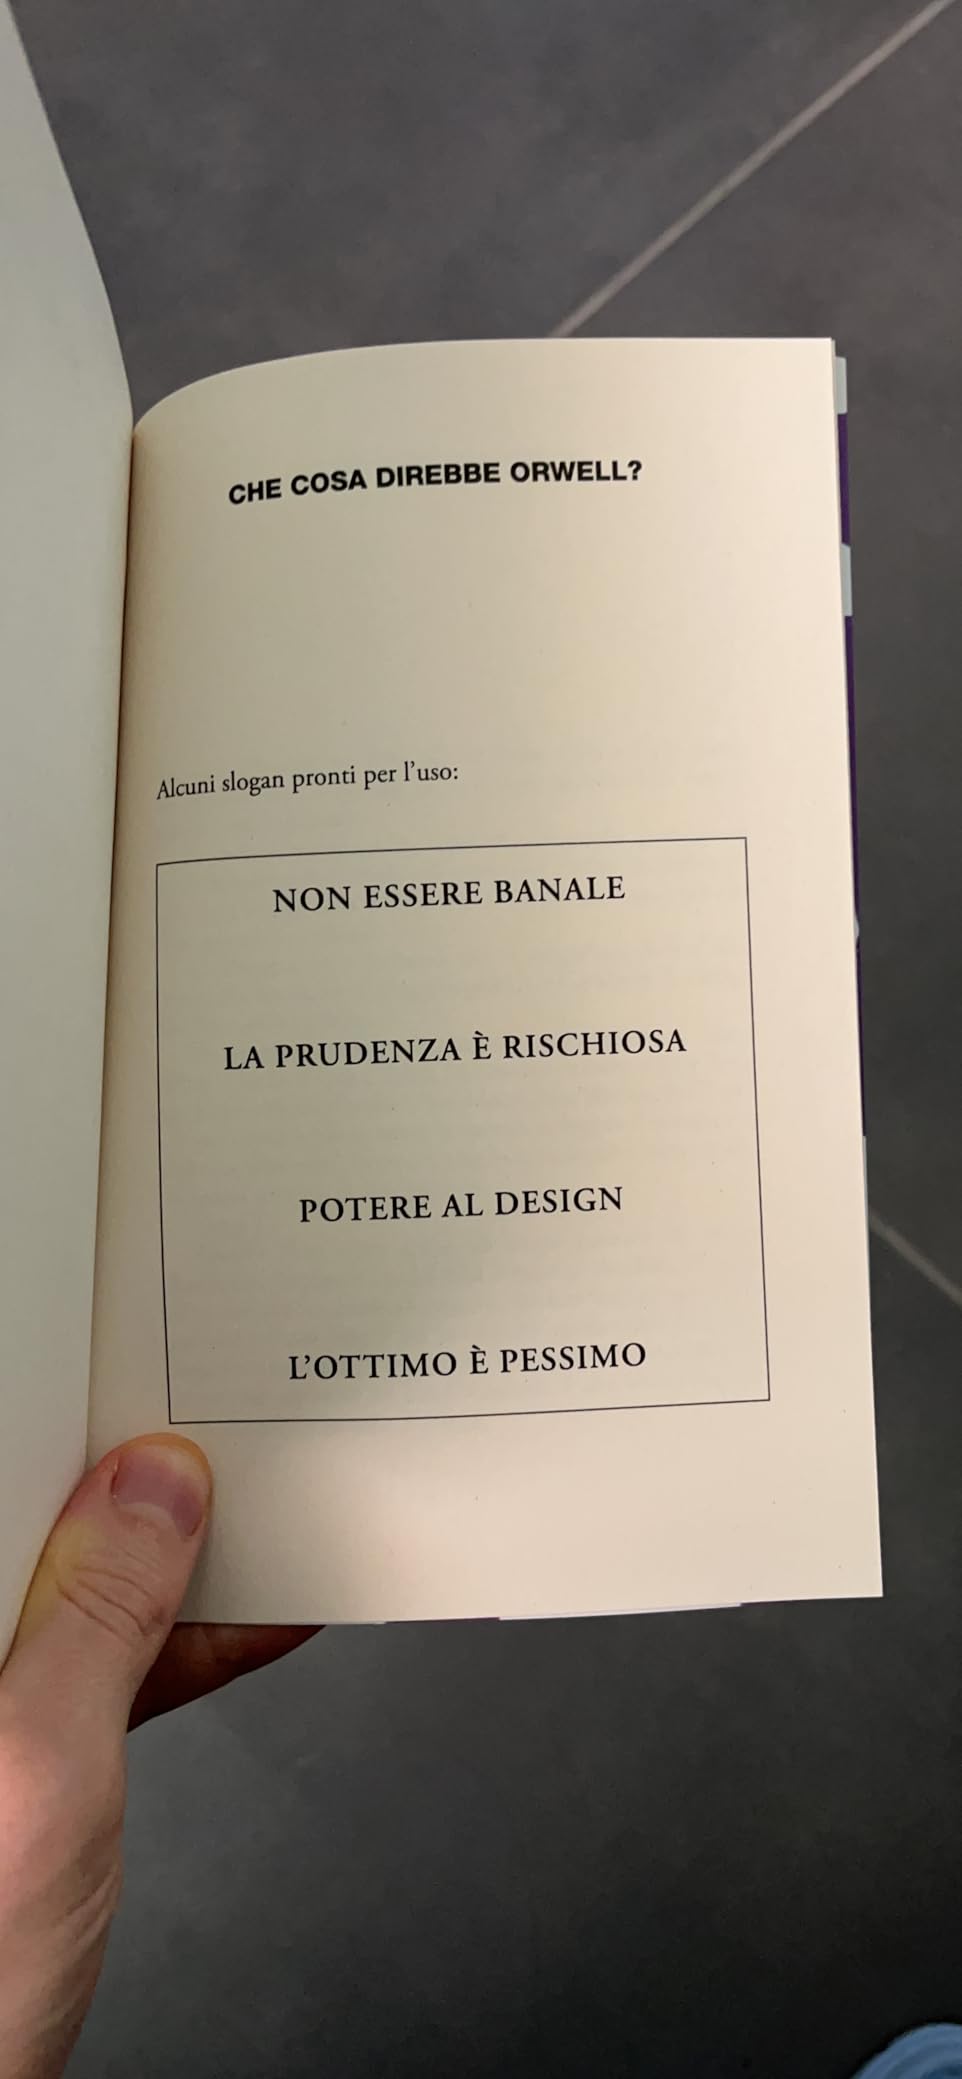 CHE COSA DIREBBE ORWELL?
Alcuni slogan pronti per l’uso:
NON ESSERE BANALE
LA PRUDENZA È RISCHIOSA
POTERE AL DESIGN
L’OTTIMO È PESSIMO